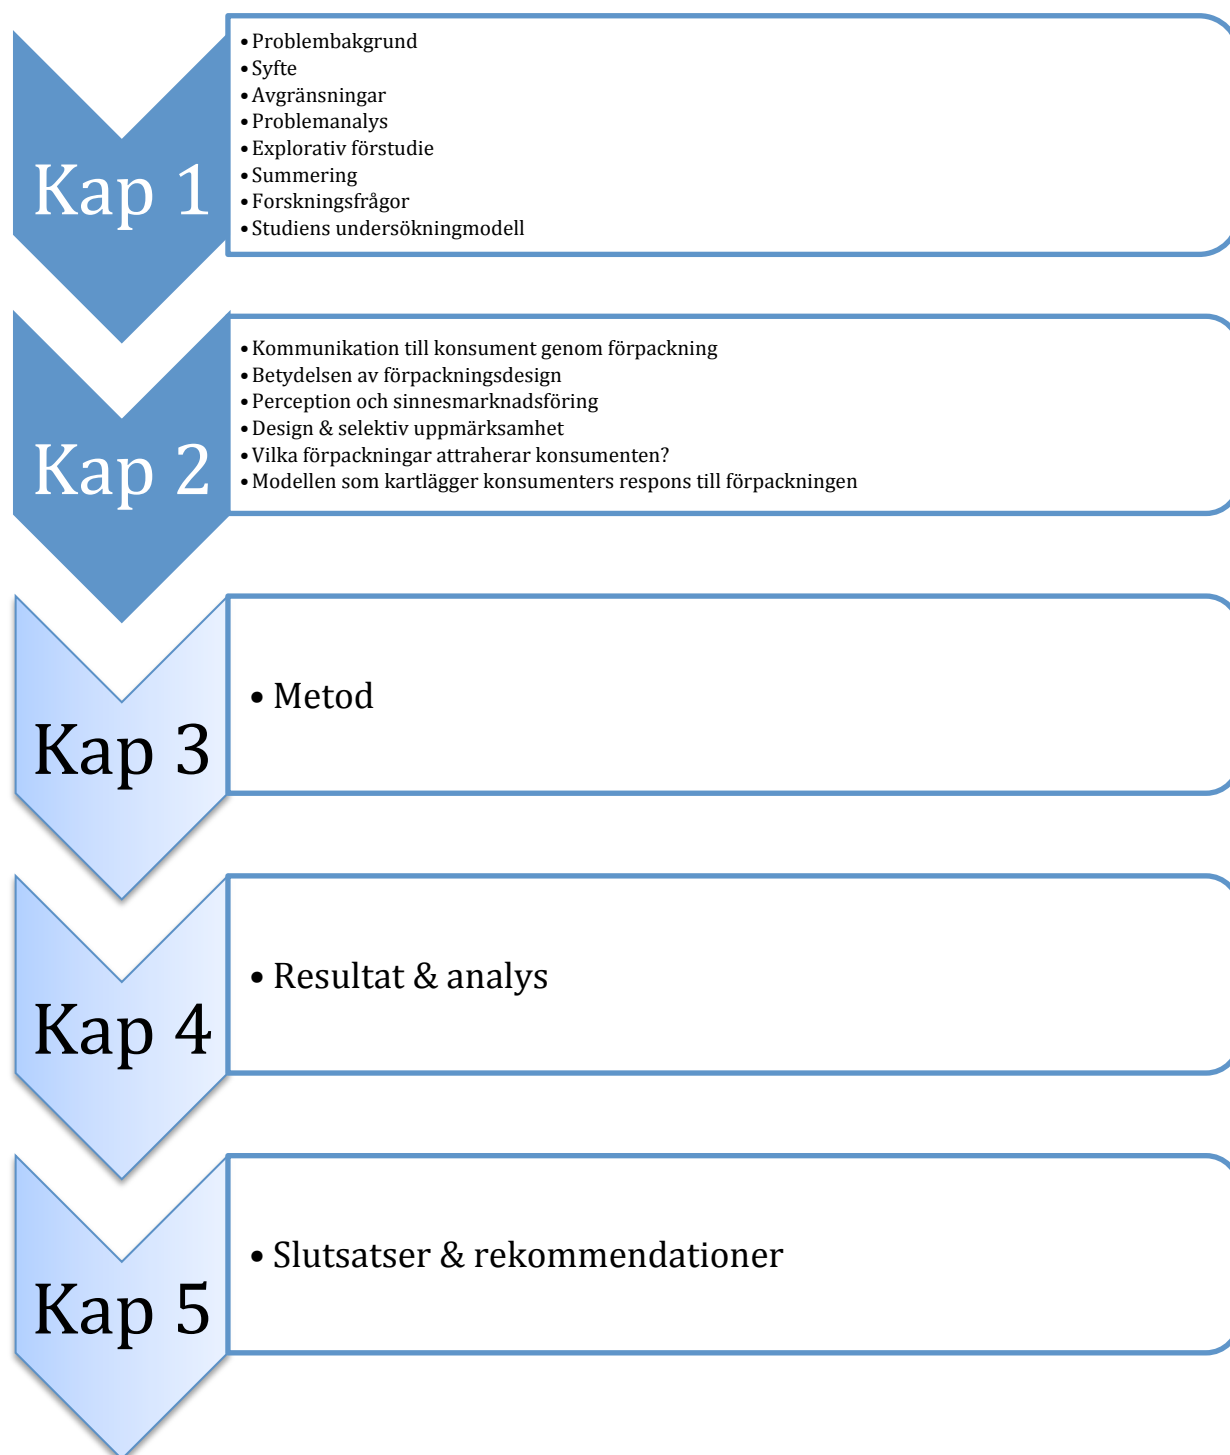 Kap 1
• Problembakgrund
• Syfte
• Avgränsningar
• Problemanalys
• Explorativ förstudie
• Summering
• Forskningsfrågor
• Studiens undersökningmodell
Kap 2
• Kommunikation till konsument genom förpackning
• Betydelsen av förpackningsdesign
• Perception och sinnesmarknadsföring
• Design & selektiv uppmärksamhet
• Vilka förpackningar attraherar konsumenten?
• Modellen som kartlägger konsumenters respons till förpackningen
Kap 3
• Metod
Kap 4
• Resultat & analys
Kap 5
• Slutsatser & rekommendationer